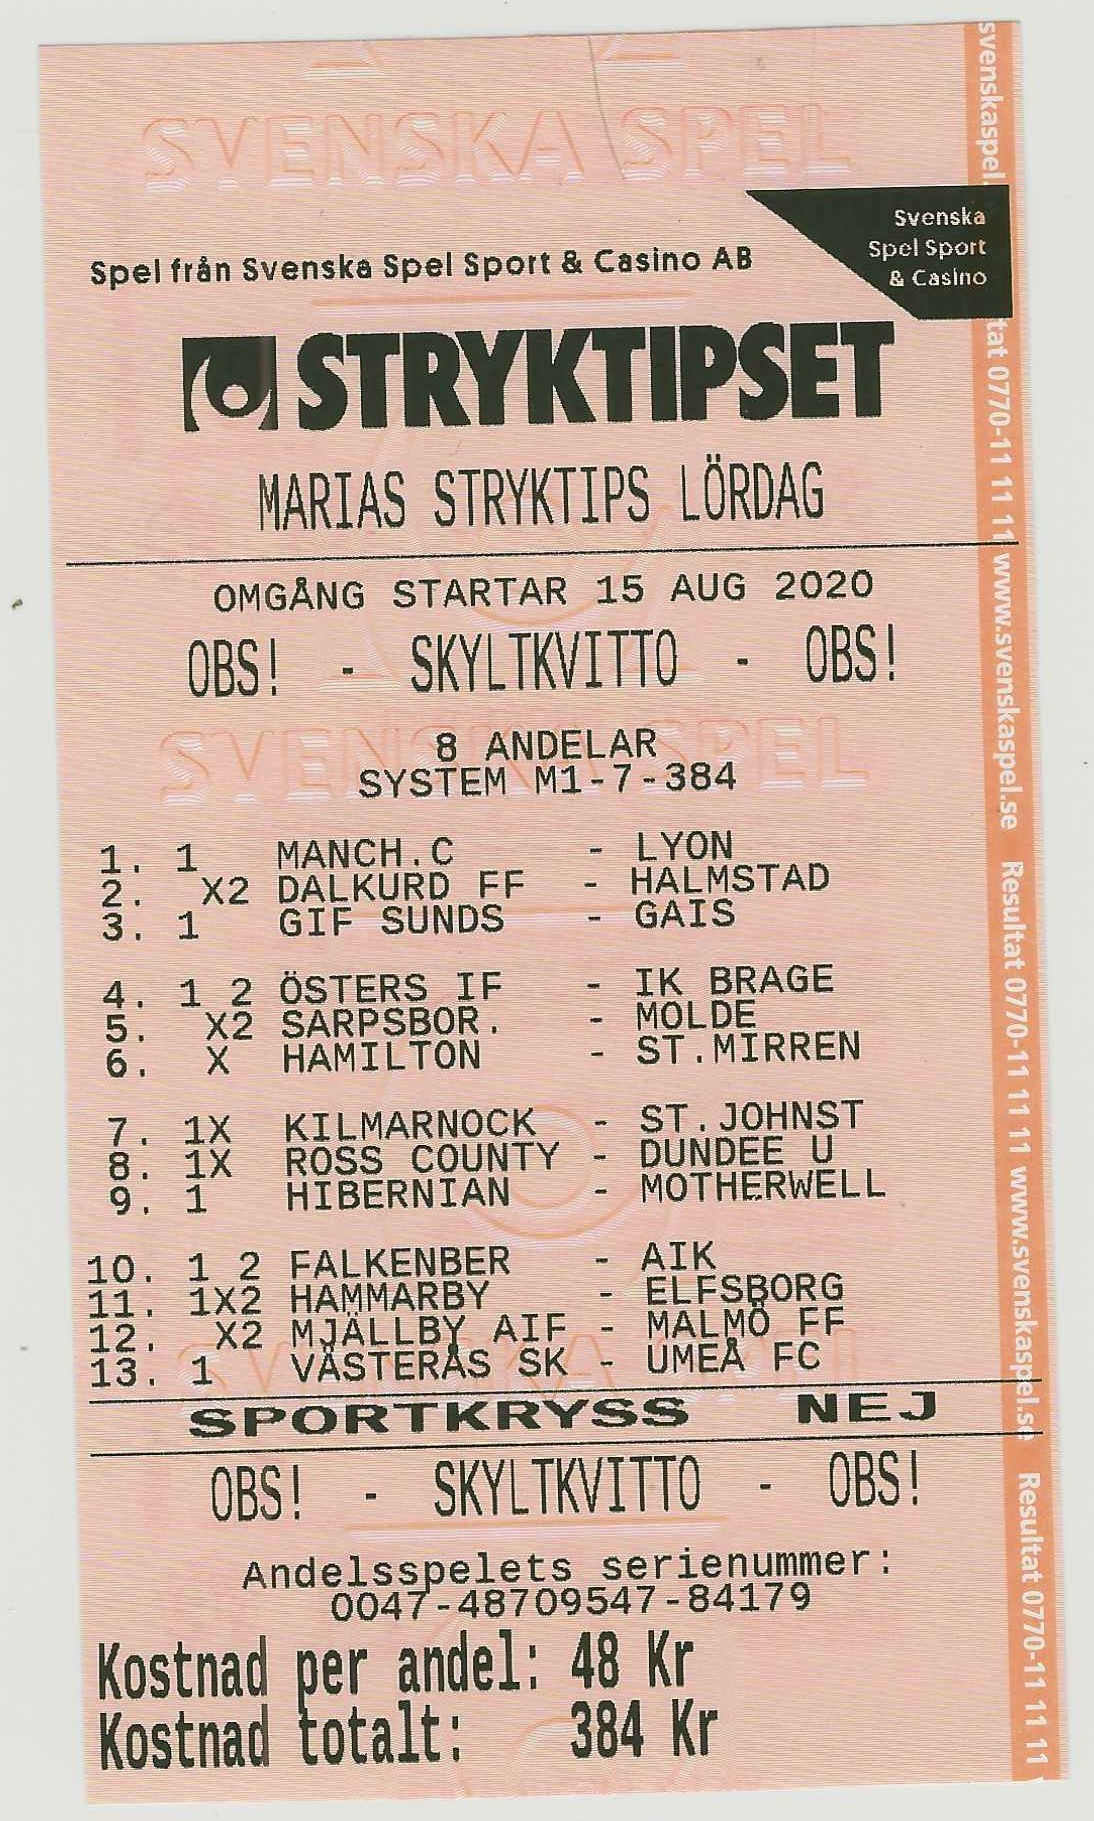 SVENSKA SPEL
Svenska
Spel Sport
& Casino
Spel från Svenska Spel Sport & Casino AB
STRYKTIPSET
MARIAS STRYKTIPS LÖRDAG
OMGÅNG STARTAR 15 AUG 2020
OBS! - SKYLTKVITTO - OBS!
SVENSKA SPEL
8 ANDELAR
SYSTEM M1-7-384
1. 1 MANCH.C - LYON
2. X2 DALKURD FF - HALMSTAD
3. 1 GIF SUNDS - GAIS
4. 1 2 ÖSTERS IF - IK BRAGE
5. X2 SARPSBOR. - MOLDE
6. X HAMILTON - ST.MIRREN
7. 1X KILMARNOCK - ST.JOHNST
8. 1X ROSS COUNTY - DUNDEE U
9. 1 HIBERNIAN - MOTHERWELL
10. 1 2 FALKENBER - AIK
11. 1X2 HAMMARBY - ELFSBORG
12. X2 MJÄLLBY AIF - MALMÖ FF
13. 1 VÄSTERÅS SK - UMEÅ FC
SPORTKRYSS NEJ
OBS! - SKYLTKVITTO - OBS!
Andelsspelets serienummer:
0047-48709547-84179
Kostnad per andel: 48 Kr
Kostnad totalt: 384 Kr
svenskaspel. tat 0770-11 11 11 www.svenskaspel.se Resultat 0770-11 11 11 www.svenskaspel.se Resultat 0770-11 11 11